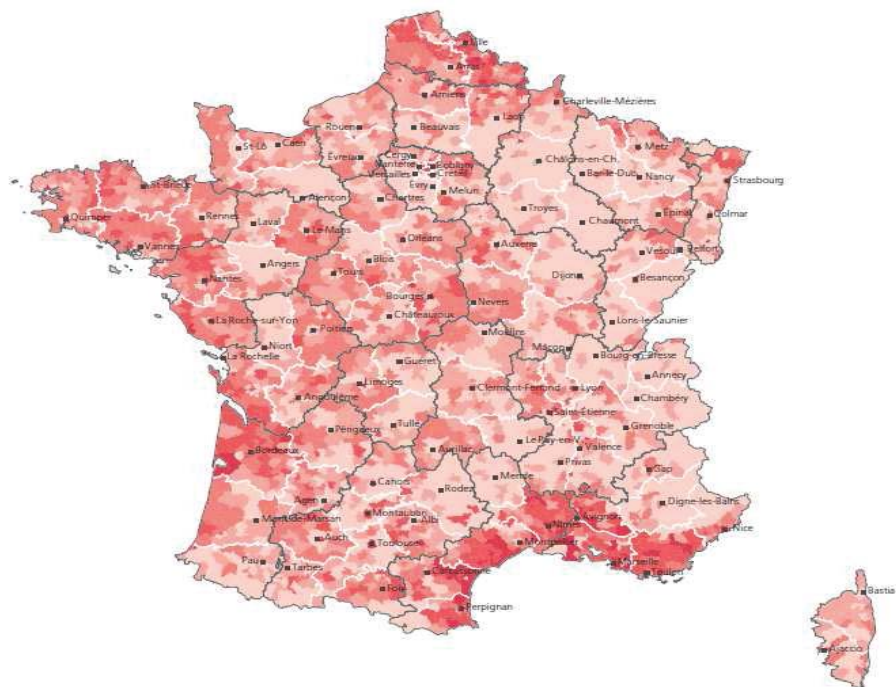 Lille
Arras
Amiens
Charleville-Mézières
Laon
Rouen
Beauvais
Caen
St-Lô
Metz
Évreux
Cergy
Nanterre
Bobigny
Châlons-en-Ch.
Versailles
Créteil
Bar-le-Duc
Nancy
Strasbourg
Évry
Melun
St-Brieuc
Alençon
Chartres
Troyes
Épinal
Colmar
Quimper
Rennes
Laval
Le Mans
Chaumont
Vannes
Orléans
Auxerre
Vesoul
Belfort
Angers
Blois
Nantes
Tours
Dijon
Besançon
Bourges
Nevers
Châteauroux
La Roche-sur-Yon
Poitiers
Lons-le-Saunier
Niort
Moulins
Mâcon
La Rochelle
Bourg-en-Bresse
Guéret
Annecy
Limoges
Clermont-Ferrand
Lyon
Angoulême
Chambéry
Saint-Étienne
Tulle
Périgueux
Grenoble
Le Puy-en-V.
Bordeaux
Aurillac
Valence
Privas
Gap
Cahors
Mende
Rodez
Agen
Digne-les-Bains
Montauban
Avignon
Mont-de-Marsan
Albi
Nîmes
Nice
Auch
Toulouse
Montpellier
Pau
Tarbes
Marseille
Carcassonne
Toulon
Foix
Bastia
Perpignan
Ajaccio